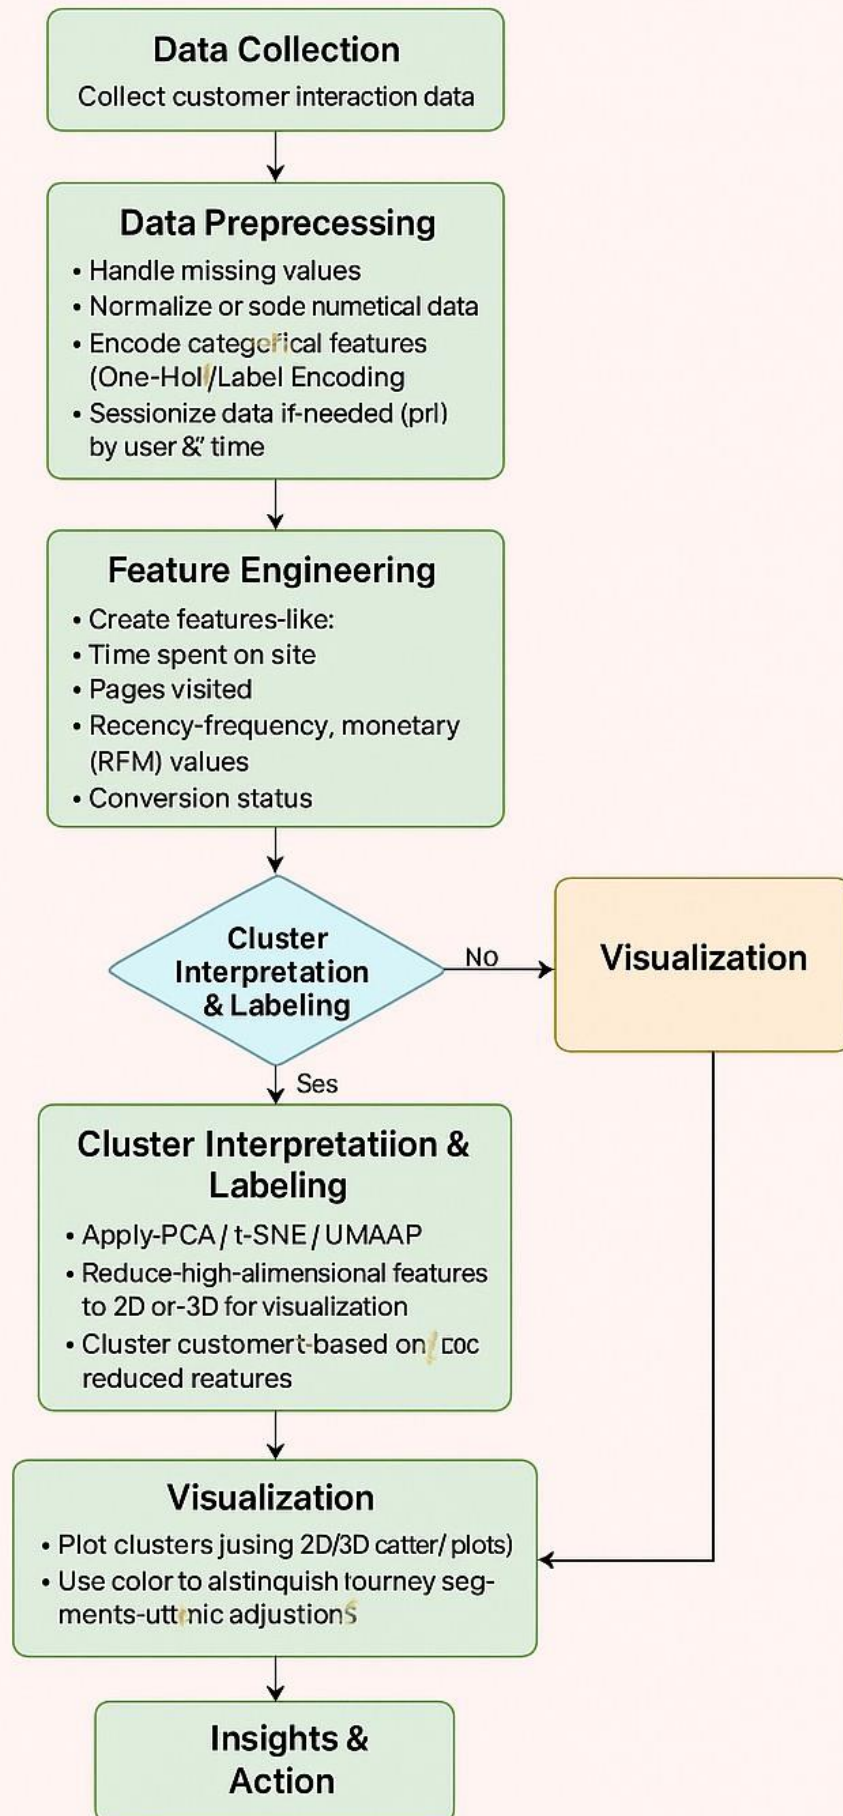 Data Collection
Collect customer interaction data
Data Preprecessing
• Handle missing values
• Normalize or sode numetical data
• Encode categorical features
(One-Hol/Label Encoding
• Sessionize data if-needed (prl)
by user &" time
Feature Engineering
• Create features-like:
• Time spent on site
• Pages visited
• Recency-frequency, monetary
(RFM) values
• Conversion status
Cluster
Interpretation
& Labeling
No
Visualization
Ses
Cluster Interpretatiion &
Labeling
• Apply-PCA / t-SNE / UMAAP
• Reduce-high-alimensional features
to 2D or-3D for visualization
• Cluster customert-based on
reduced reatures
Visualization
• Plot clusters jusing 2D/3D catter/ plots)
• Use color to alstinquish tourney seg-
adjustions
Insights &
Action